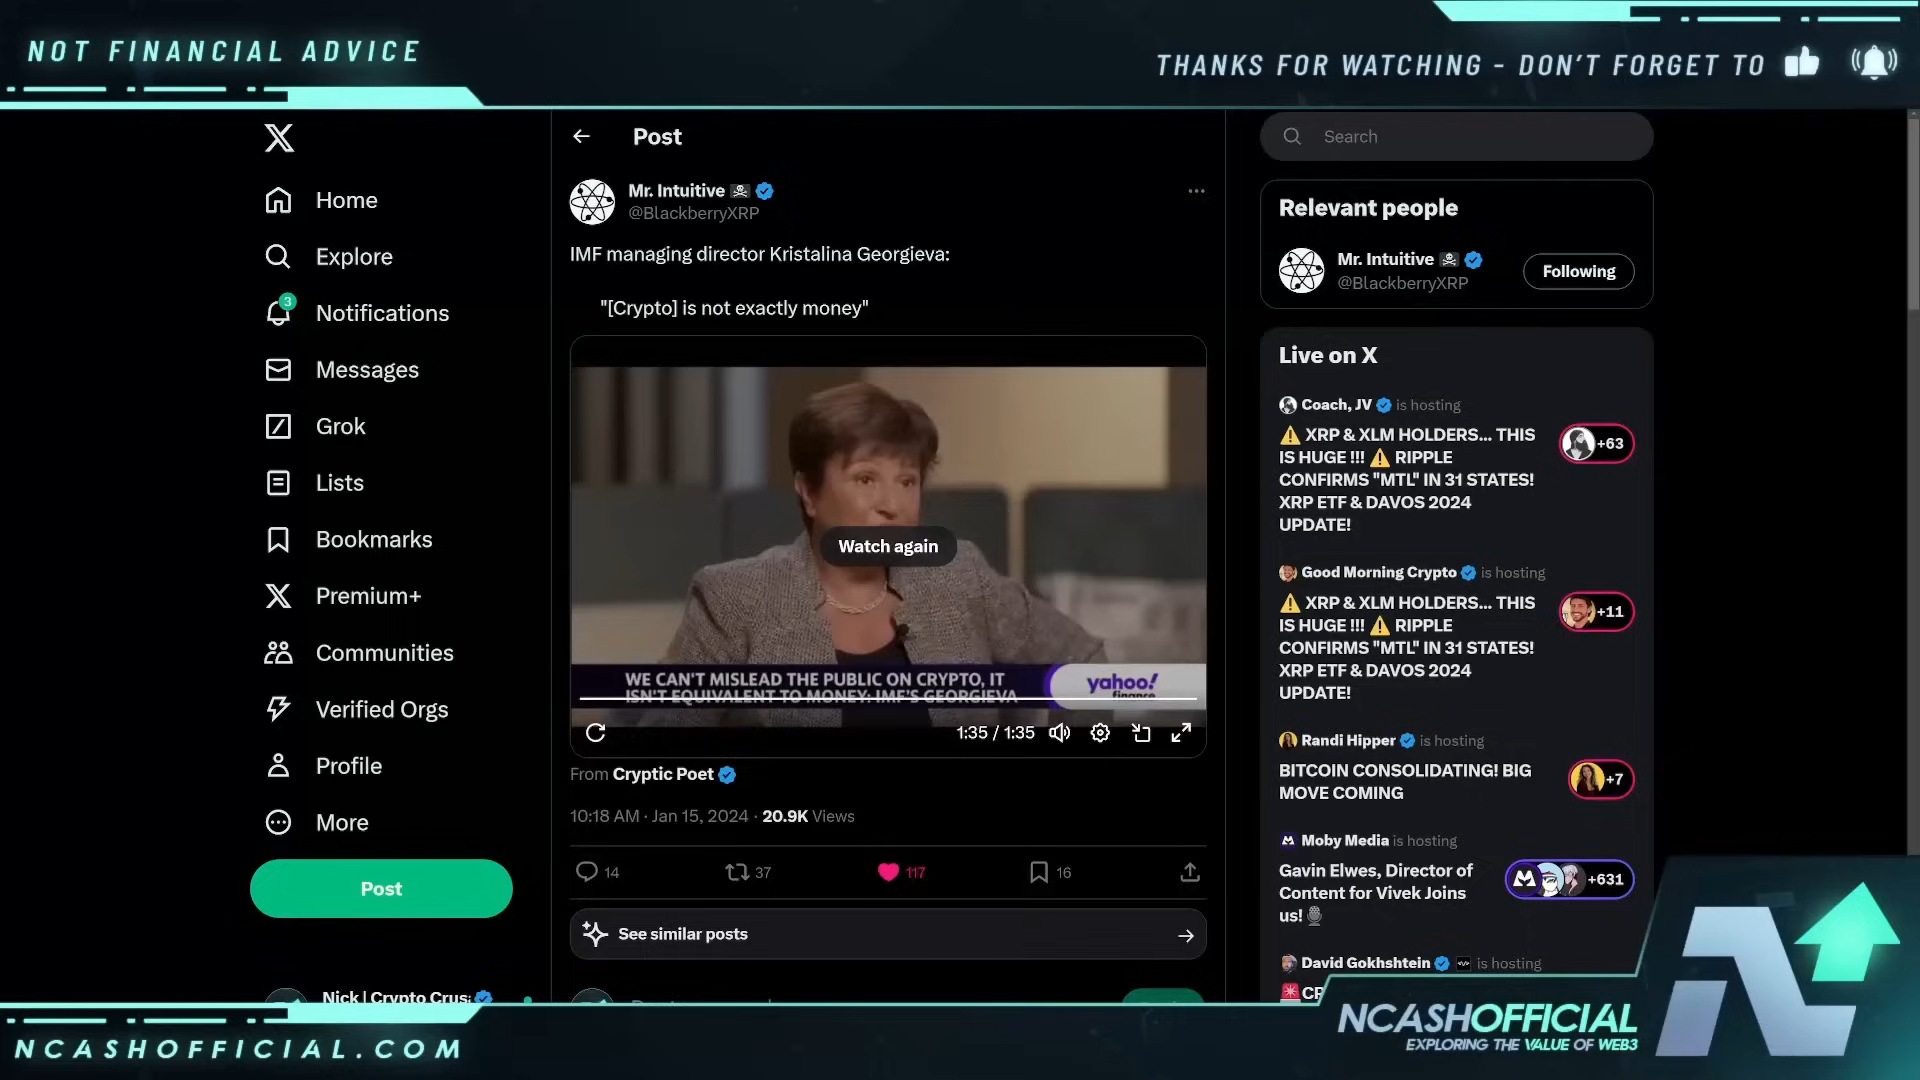 NOT FINANCIAL ADVICE
THANKS FOR WATCHING - DON'T FORGET TO
Home
Explore
3
Notifications
Messages
Grok
Lists
Bookmarks
Premium+
Communities
Verified Orgs
Profile
More
Post
Nick | Crypto Crus
Post
Mr. Intuitive
@BlackberryXRP
IMF managing director Kristalina Georgieva:
"[Crypto] is not exactly money"
Watch again
WE CAN'T MISLEAD THE PUBLIC ON CRYPTO, IT
ISN'T EQUIVALENT TO MONEY: IMF'S GEORGIEVA
yahoo!
finance
1:35 / 1:35
From Cryptic Poet
10:18 AM · Jan 15, 2024 · 20.9K Views
14
37
117
16
See similar posts
Search
Relevant people
Mr. Intuitive
@BlackberryXRP
Following
Live on X
Coach, JV is hosting
⚠️ XRP & XLM HOLDERS... THIS
IS HUGE !!! ⚠️ RIPPLE
CONFIRMS "MTL" IN 31 STATES!
XRP ETF & DAVOS 2024
UPDATE!
+63
Good Morning Crypto is hosting
⚠️ XRP & XLM HOLDERS... THIS
IS HUGE !!! ⚠️ RIPPLE
CONFIRMS "MTL" IN 31 STATES!
XRP ETF & DAVOS 2024
UPDATE!
+11
Randi Hipper is hosting
BITCOIN CONSOLIDATING! BIG
MOVE COMING
+7
Moby Media is hosting
Gavin Elwes, Director of
Content for Vivek Joins
us!
+631
David Gokhshtein is hosting
NCASHOFFICIAL.COM
NCASHOFFICIAL
EXPLORING THE VALUE OF WEB3